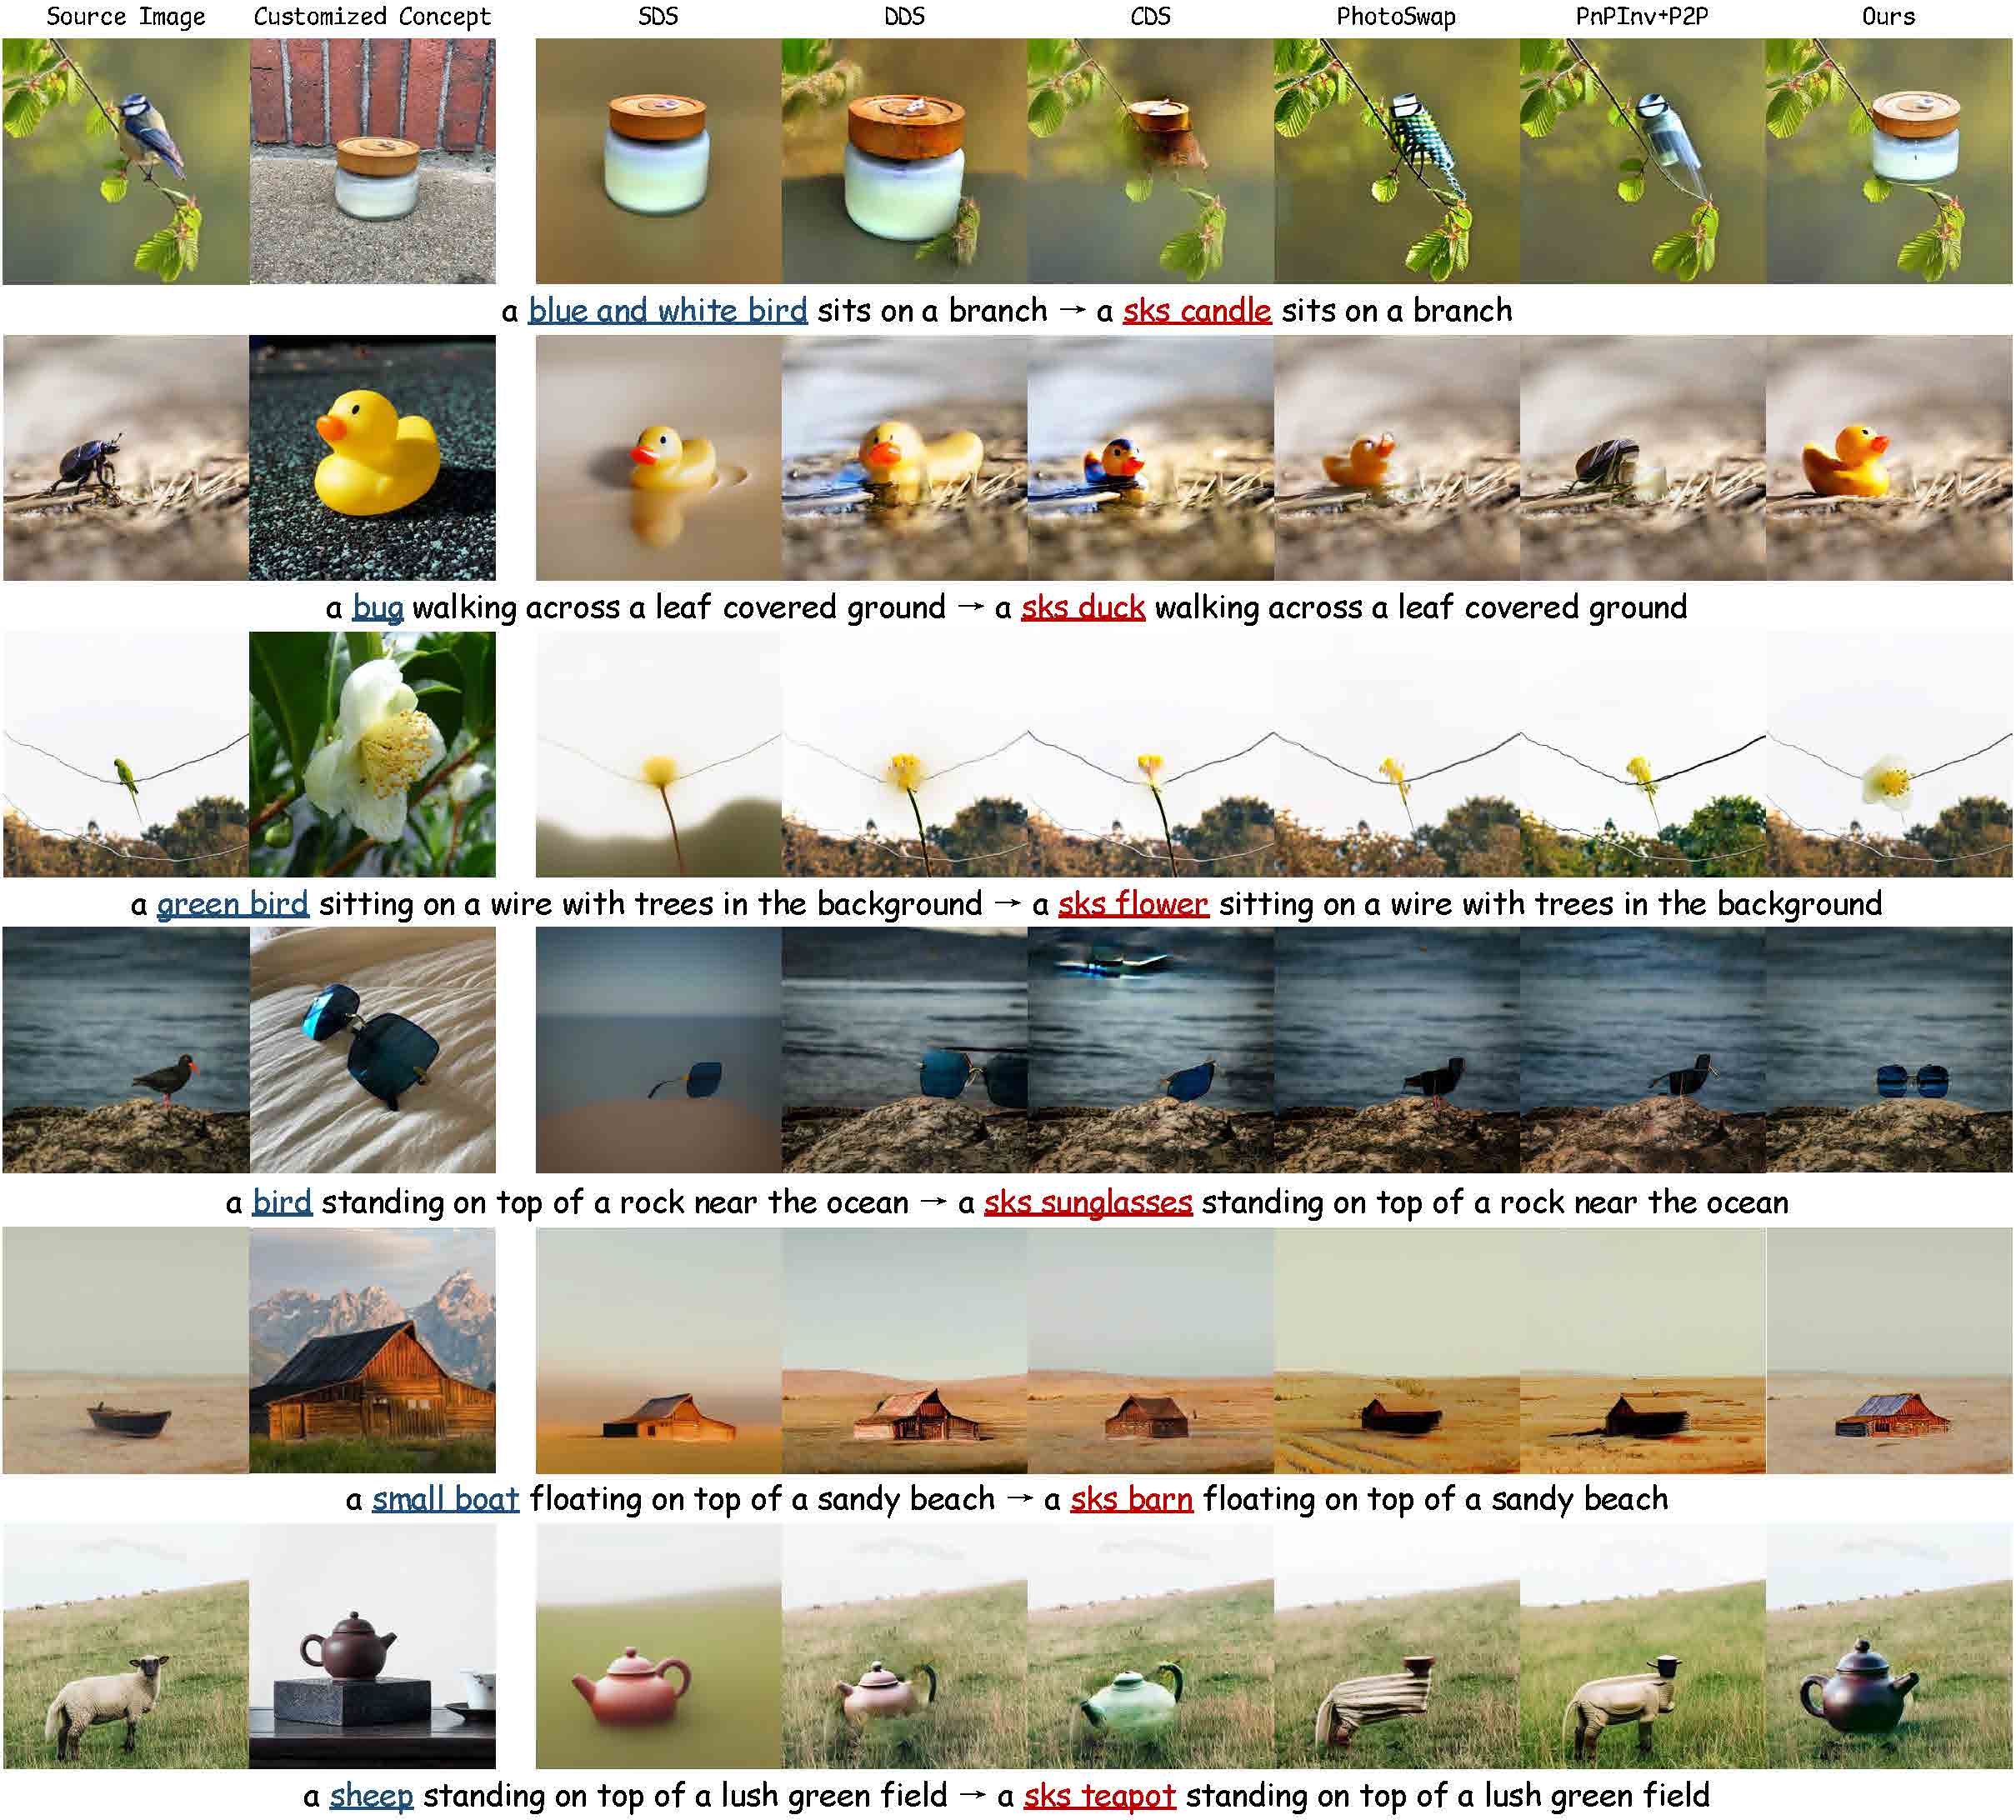 Source Image Customized Concept SDS DDS CDS PhotoSwap PnPInv+P2P Ours
a blue and white bird sits on a branch → a sks candle sits on a branch
a bug walking across a leaf covered ground → a sks duck walking across a leaf covered ground
a green bird sitting on a wire with trees in the background → a sks flower sitting on a wire with trees in the background
a bird standing on top of a rock near the ocean → a sks sunglasses standing on top of a rock near the ocean
a small boat floating on top of a sandy beach → a sks barn floating on top of a sandy beach
a sheep standing on top of a lush green field → a sks teapot standing on top of a lush green field